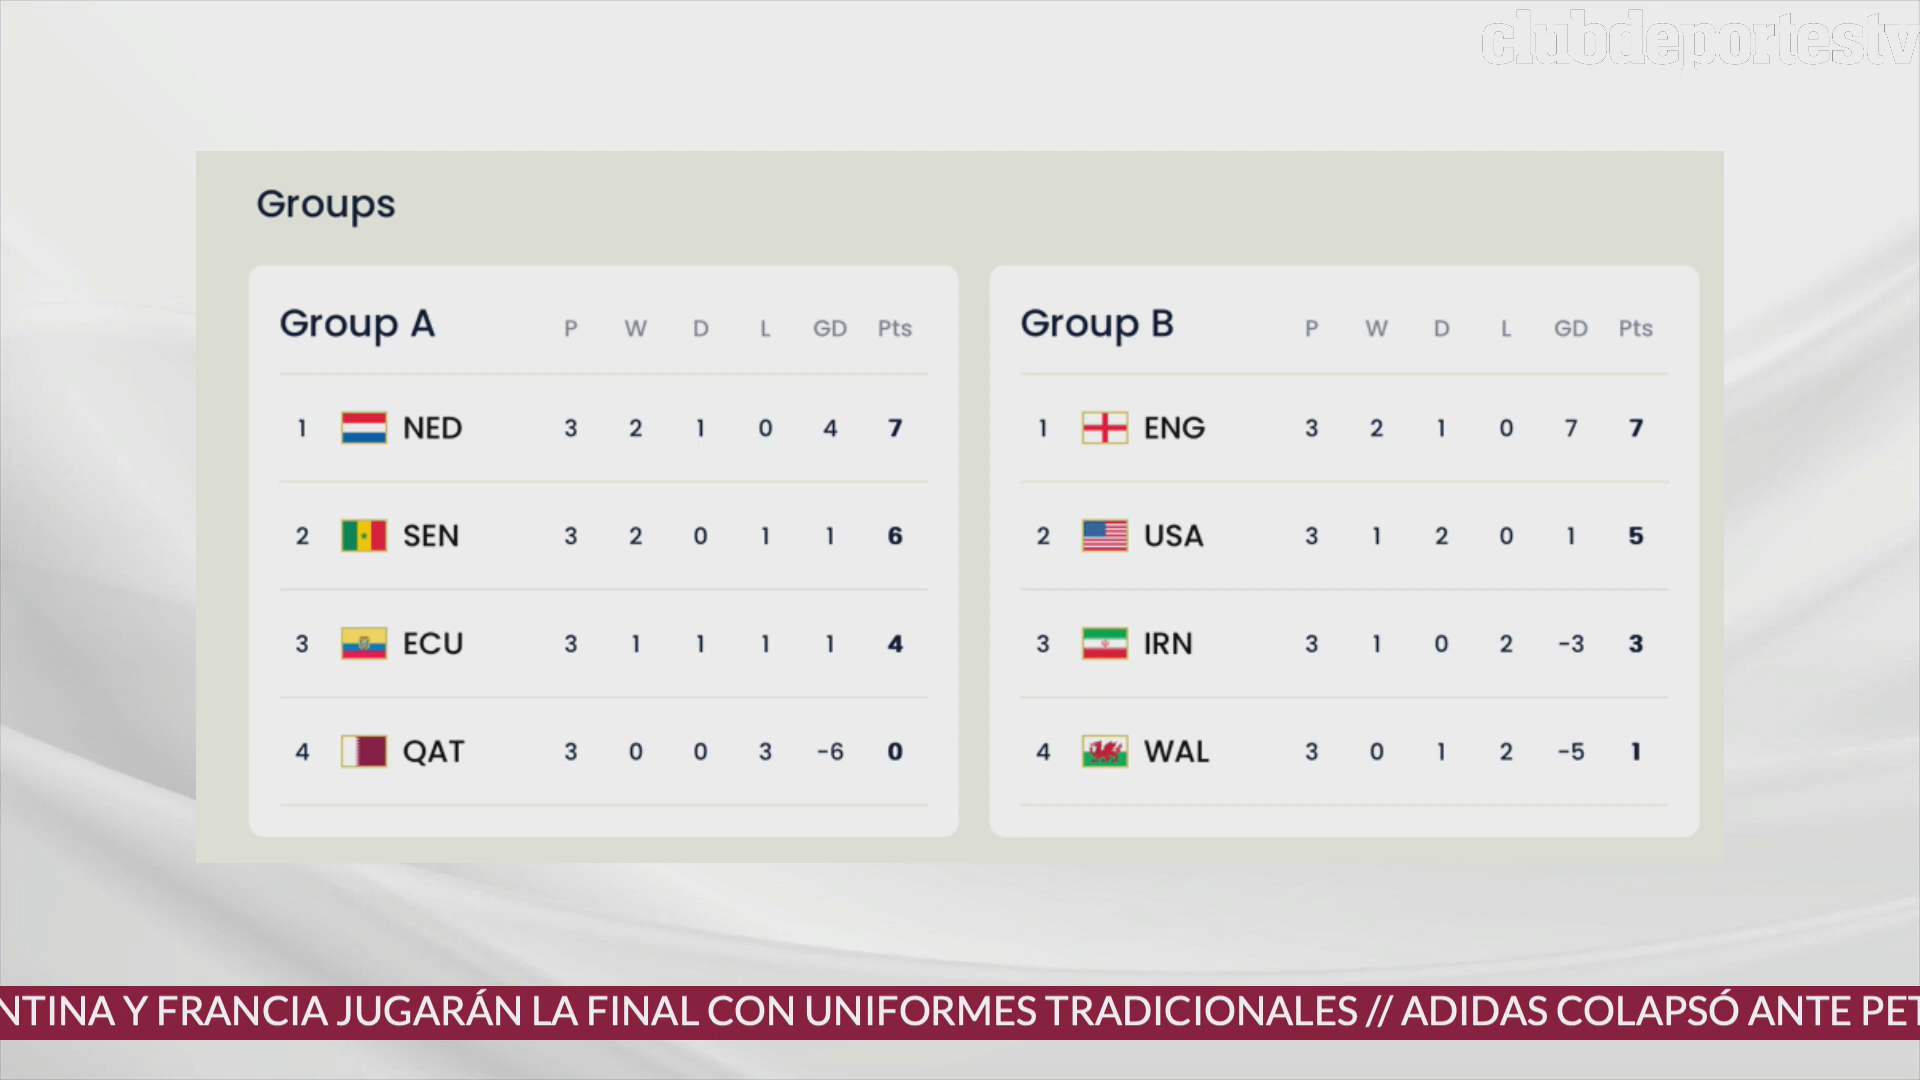 clubdeportestv
Groups
Group A P W D L GD Pts
1 NED 3 2 1 0 4 7
2 SEN 3 2 0 1 1 6
3 ECU 3 1 1 1 1 4
4 QAT 3 0 0 3 -6 0
Group B P W D L GD Pts
1 ENG 3 2 1 0 7 7
2 USA 3 1 2 0 1 5
3 IRN 3 1 0 2 -3 3
4 WAL 3 0 1 2 -5 1
NTINA Y FRANCIA JUGARÁN LA FINAL CON UNIFORMES TRADICIONALES // ADIDAS COLAPSÓ ANTE PET